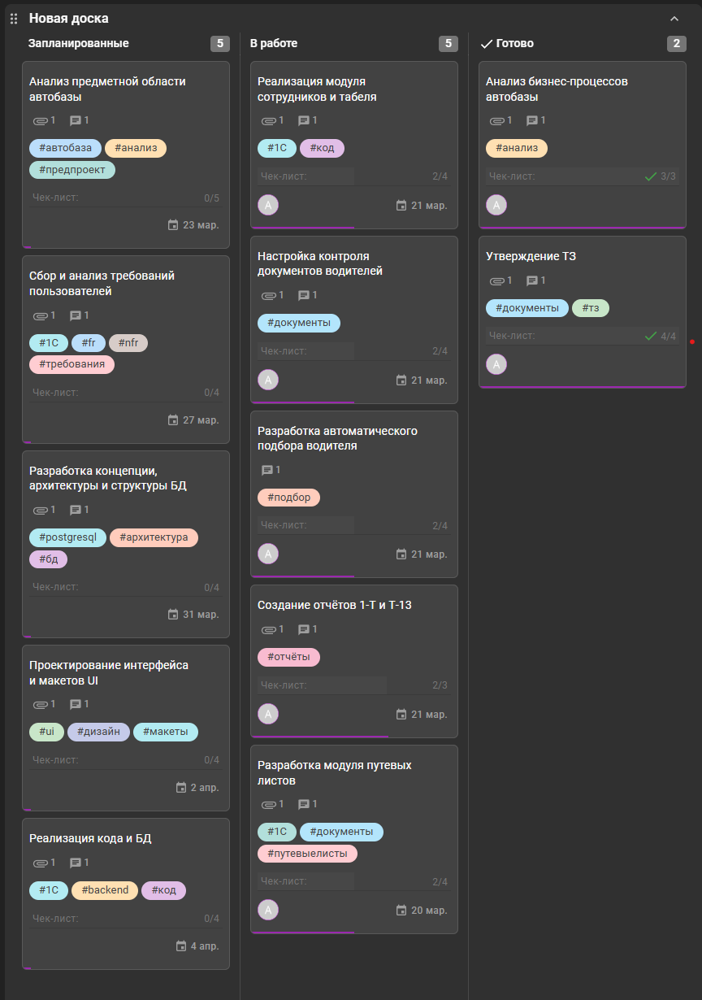 Новая доска
Запланированные 5
Анализ предметной области
автобазы
1 1
#автобаза #анализ
#предпроект
Чек-лист: 0/5
23 мар.
Сбор и анализ требований
пользователей
1 1
#1С #fr #nfr
#требования
Чек-лист: 0/4
27 мар.
Разработка концепции,
архитектуры и структуры БД
1 1
#postgresql #архитектура
#бд
Чек-лист: 0/4
31 мар.
Проектирование интерфейса
и макетов UI
1 1
#ui #дизайн #макеты
Чек-лист: 0/4
2 апр.
Реализация кода и БД
1 1
#1С #backend #код
Чек-лист: 0/4
4 апр.
В работе 5
Реализация модуля
сотрудников и табеля
1 1
#1С #код
Чек-лист: 2/4
А 21 мар.
Настройка контроля
документов водителей
1 1
#документы
Чек-лист: 2/4
А 21 мар.
Разработка автоматического
подбора водителя
1
#подбор
Чек-лист: 2/4
А 21 мар.
Создание отчётов 1-Т и Т-13
1 1
#отчёты
Чек-лист: 2/3
А 21 мар.
Разработка модуля путевых
листов
1 1
#1С #документы
#путевыелисты
Чек-лист: 2/4
А 20 мар.
Готово 2
Анализ бизнес-процессов
автобазы
1 1
#анализ
Чек-лист: 3/3
А
Утверждение ТЗ
1 1
#документы #тз
Чек-лист: 4/4
А